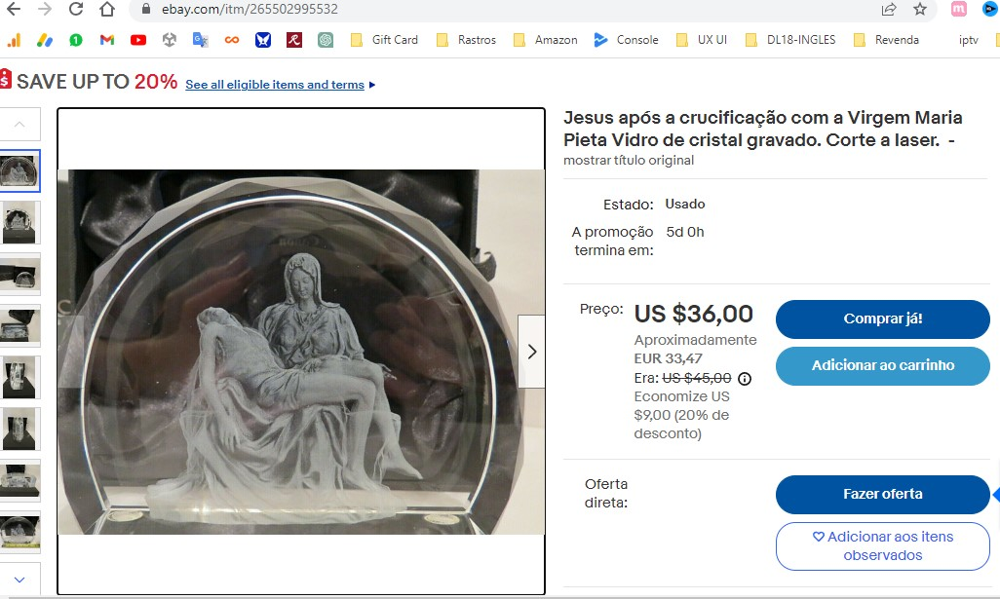 ebay.com/itm/265502995532
Gift Card
Rastros
Amazon
Console
UX UI
DL18-INGLES
Revenda
iptv
SAVE UP TO 20% See all eligible items and terms
Jesus após a crucificação com a Virgem Maria
Pieta Vidro de cristal gravado. Corte a laser. -
mostrar título original
Estado: Usado
A promoção 5d 0h
termina em:
Preço: US $36,00
Comprar já!
Aproximadamente
EUR 33,47
Era: US $45,00
Economize US
$9,00 (20% de
desconto)
Adicionar ao carrinho
Oferta
direta:
Fazer oferta
Adicionar aos itens
observados